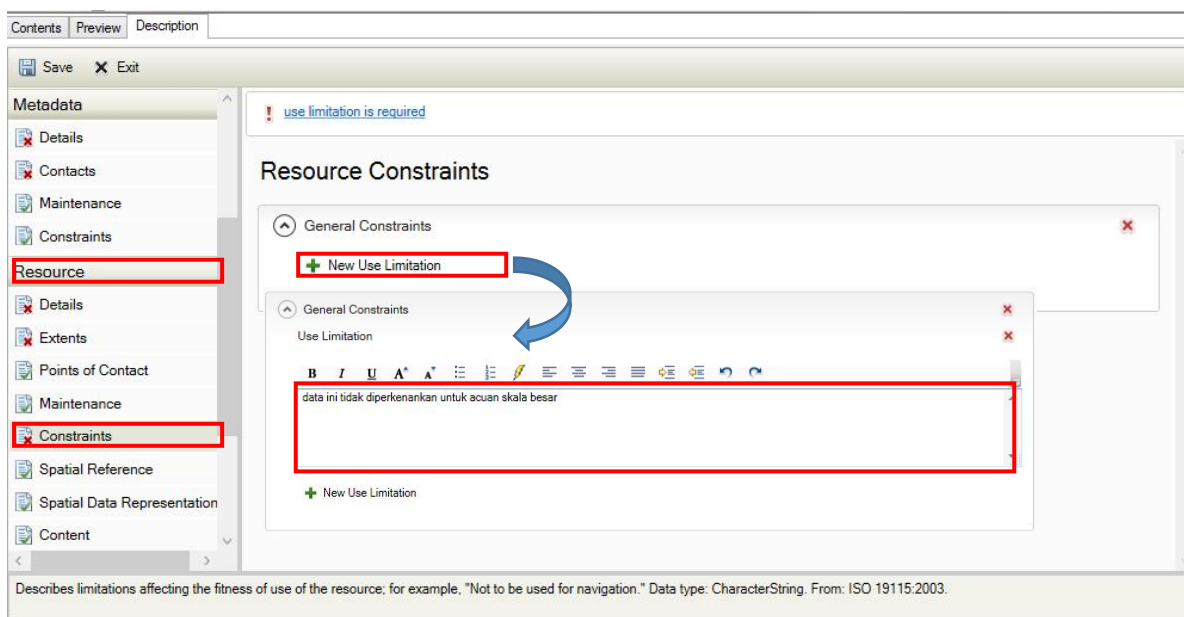 Contents Preview Description
Save Exit
Metadata
Details
Contacts
Maintenance
Constraints
Resource
Details
Extents
Points of Contact
Maintenance
Constraints
Spatial Reference
Spatial Data Representation
Content
! use limitation is required
Resource Constraints
General Constraints
New Use Limitation
General Constraints
Use Limitation
B I U A A
data ini tidak diperkenankan untuk acuan skala besar
New Use Limitation
Describes limitations affecting the fitness of use of the resource; for example, "Not to be used for navigation." Data type: CharacterString. From: ISO 19115:2003.